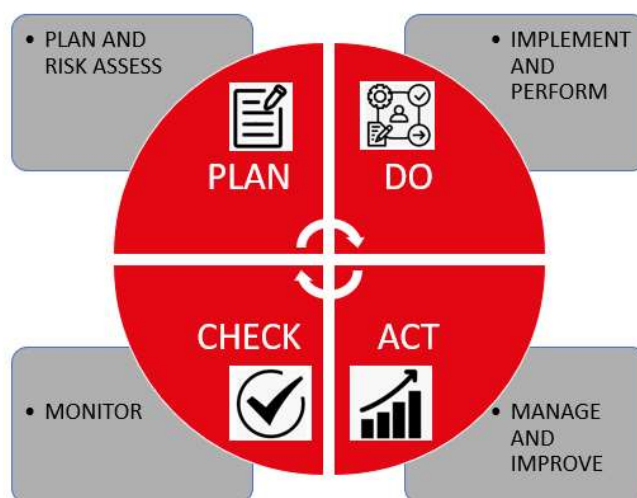 • PLAN AND
RISK ASSESS
• IMPLEMENT
AND
PERFORM
PLAN
DO
CHECK
ACT
• MONITOR
• MANAGE
AND
IMPROVE